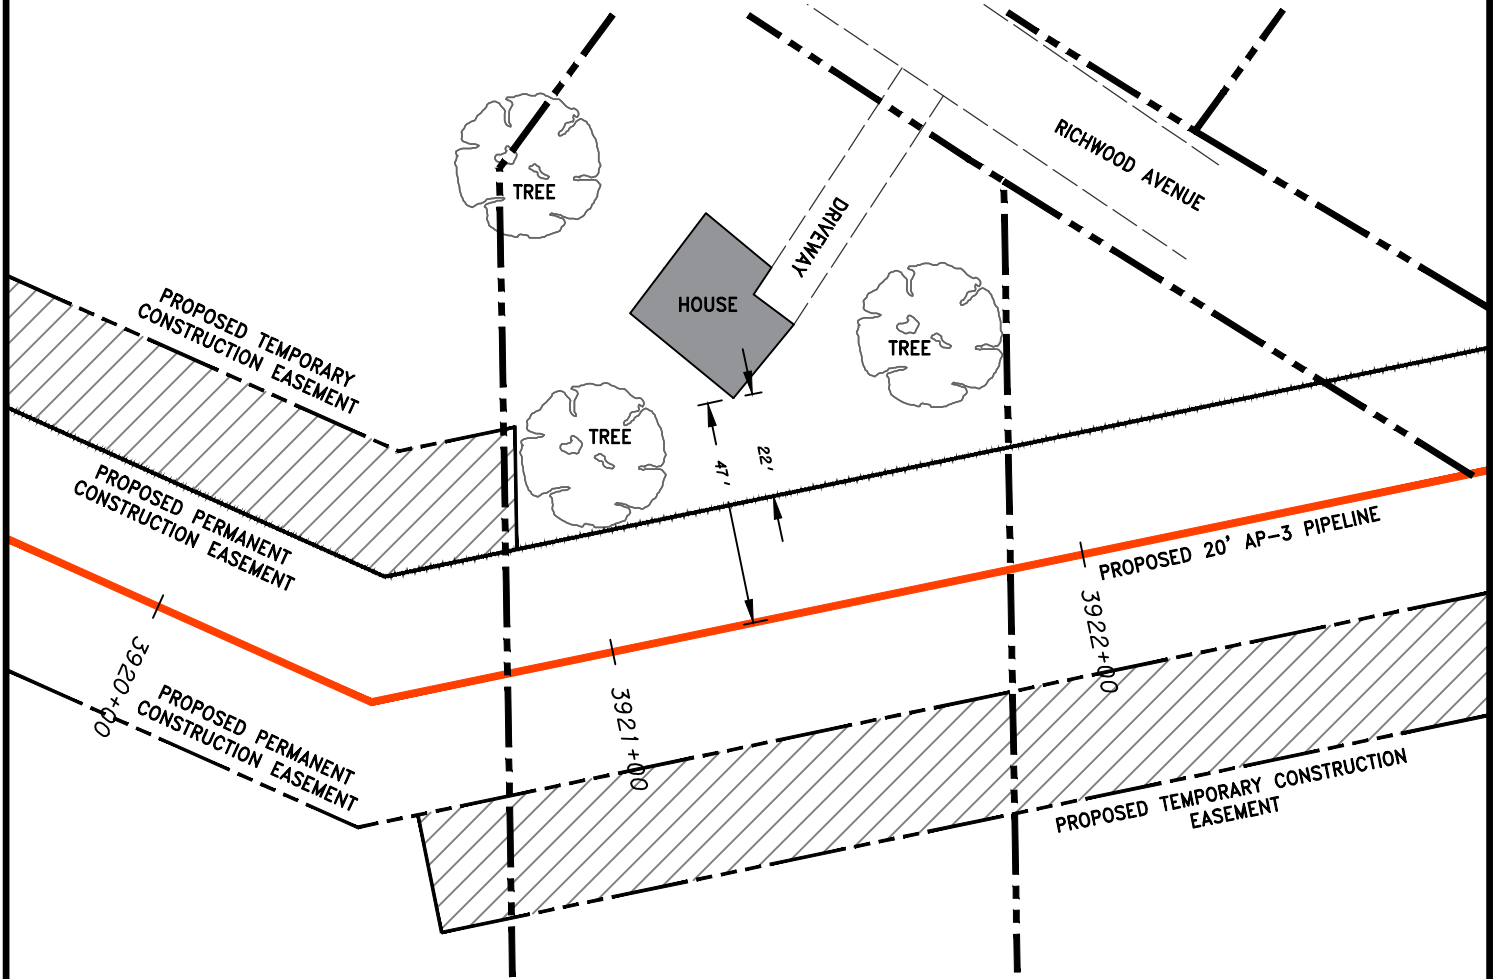 RICHWOOD AVENUE
TREE
DRIVEWAY
HOUSE
PROPOSED TEMPORARY
CONSTRUCTION EASEMENT
TREE
TREE
22'
47'
PROPOSED PERMANENT
CONSTRUCTION EASEMENT
PROPOSED 20' AP-3 PIPELINE
3920+00
3921+00
3922+00
PROPOSED PERMANENT
CONSTRUCTION EASEMENT
PROPOSED TEMPORARY CONSTRUCTION
EASEMENT